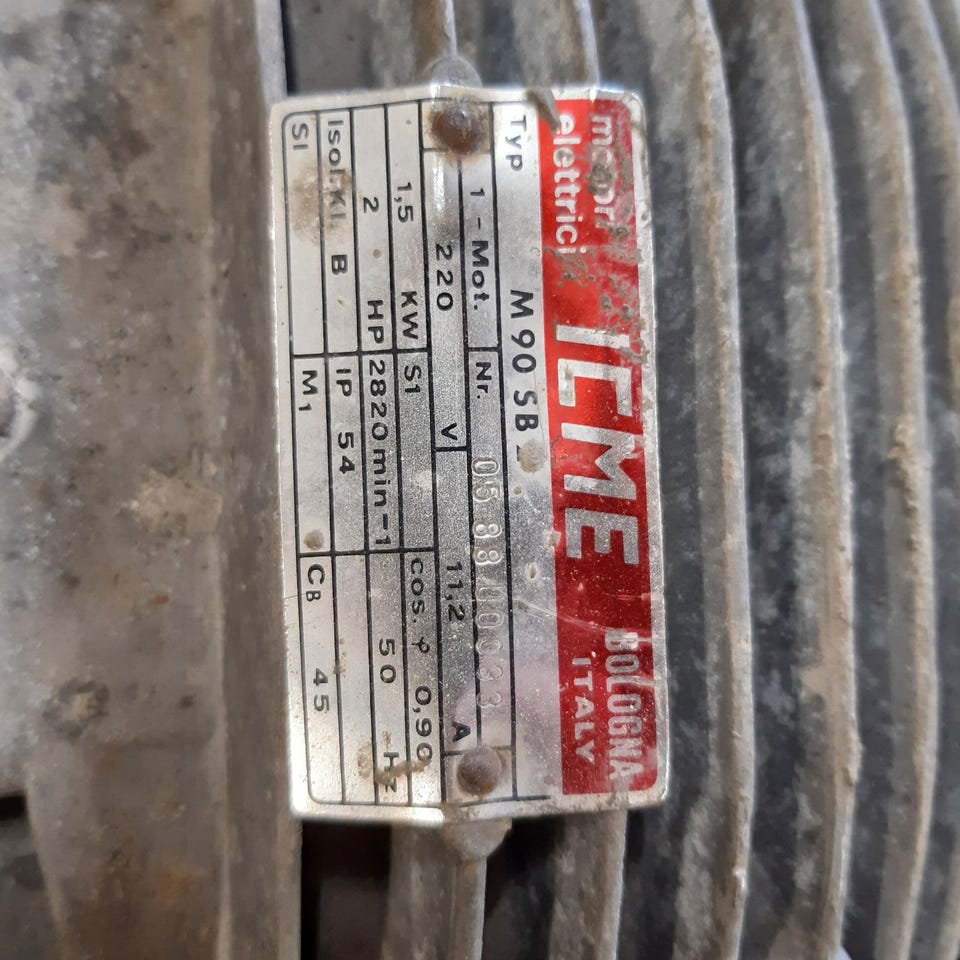 motori
elettrici
ICME BOLOGNA
ITALY
Typ M 90 SB
1 - Mot. Nr.
220 V 11,2 A
1,5 KW S1 cos. φ 0,90
2 HP 2820 min-1 50 Hz
Isol-Kl B IP 54
SI M1 CB 45